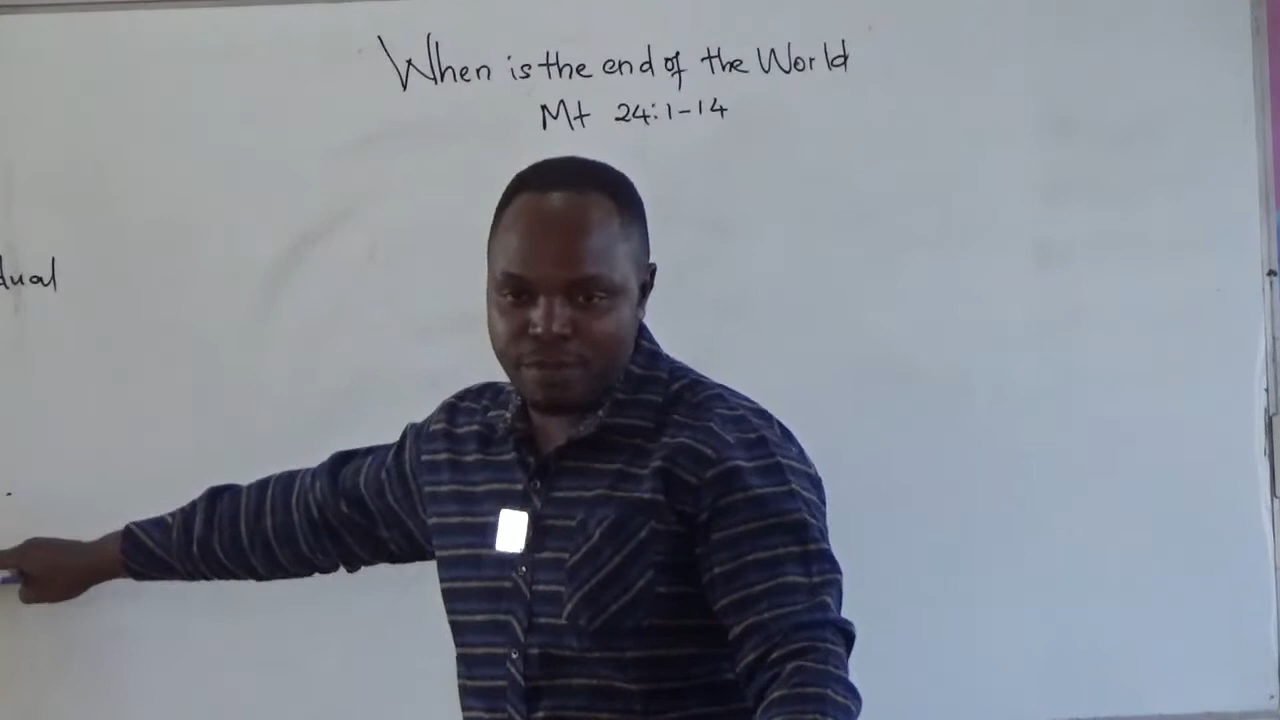 When is the end of the World
Mt 24:1-14
dual